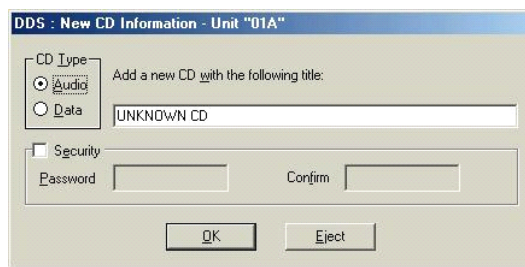 DDS : New CD Information - Unit "01A"
CD Type
Audio
Data
Add a new CD with the following title:
UNKNOWN CD
Security
Password
Confirm
OK
Eject